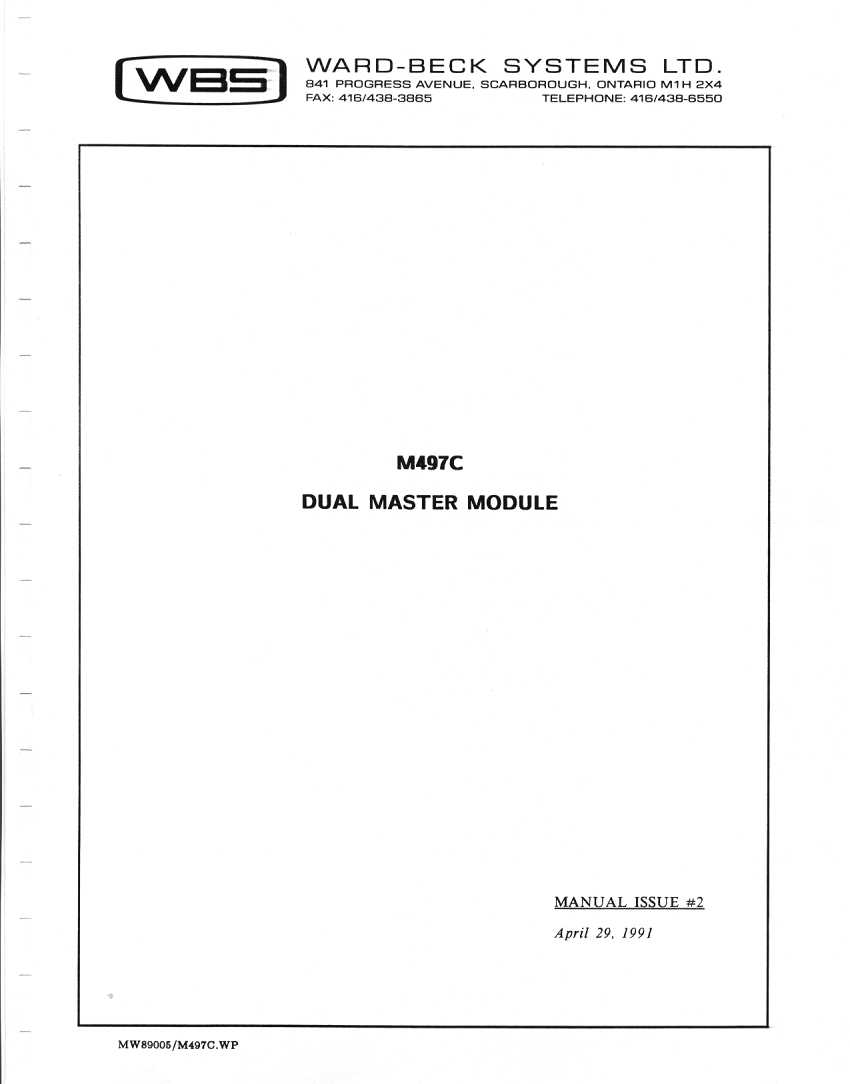 WBS
WARD-BECK SYSTEMS LTD.
841 PROGRESS AVENUE, SCARBOROUGH, ONTARIO M1H 2X4
FAX: 416/438-3865 TELEPHONE: 416/438-6550
M497C
DUAL MASTER MODULE
MANUAL ISSUE #2
April 29, 1991
MW89005/M497C.WP